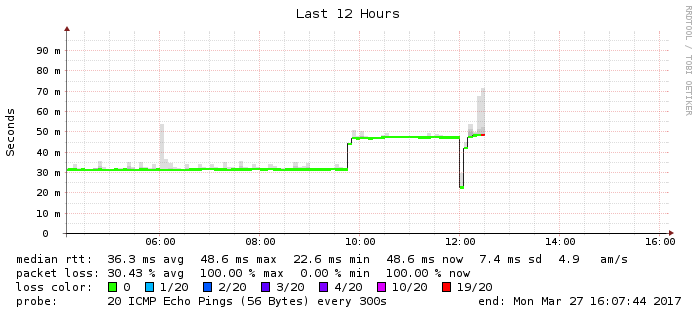 Last 12 Hours
RRDTOOL / TOBI OETIKER
Seconds
90 m
80 m
70 m
60 m
50 m
40 m
30 m
20 m
10 m
0
06:00 08:00 10:00 12:00 14:00 16:00
median rtt: 36.3 ms avg 48.6 ms max 22.6 ms min 48.6 ms now 7.4 ms sd 4.9 am/s
packet loss: 30.43 % avg 100.00 % max 0.00 % min 100.00 % now
loss color: 0 1/20 2/20 3/20 4/20 10/20 19/20
probe: 20 ICMP Echo Pings (56 Bytes) every 300s end: Mon Mar 27 16:07:44 2017